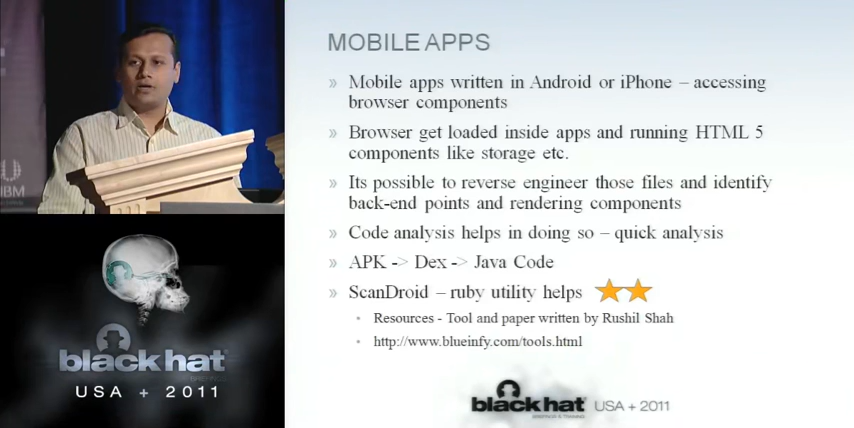 IBM
black hat
USA + 2011
MOBILE APPS
» Mobile apps written in Android or iPhone – accessing
browser components
» Browser get loaded inside apps and running HTML 5
components like storage etc.
» Its possible to reverse engineer those files and identify
back-end points and rendering components
» Code analysis helps in doing so – quick analysis
» APK -> Dex -> Java Code
» ScanDroid – ruby utility helps
• Resources - Tool and paper written by Rushil Shah
• http://www.blueinfy.com/tools.html
black hat USA + 2011